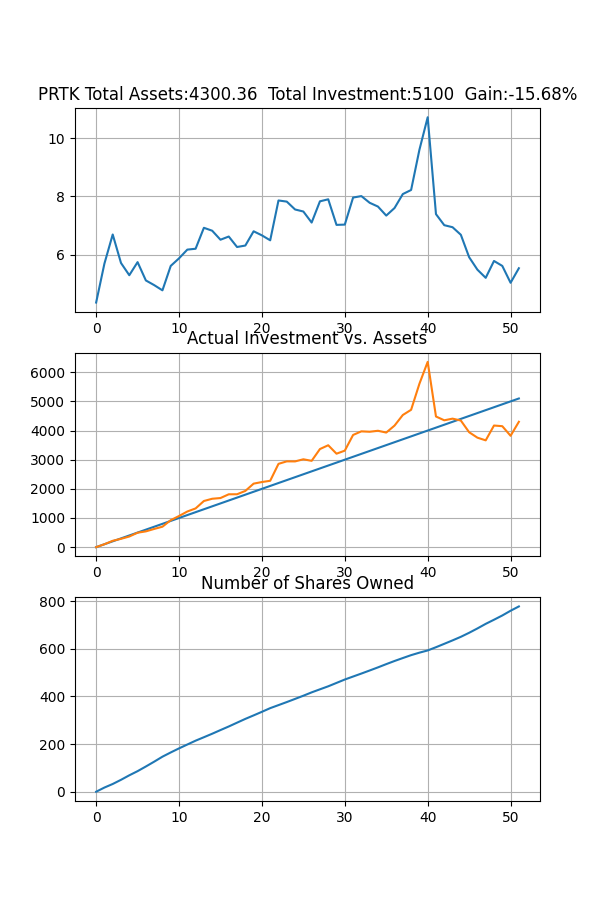 PRTK Total Assets:4300.36 Total Investment:5100 Gain:-15.68%
10
8
6
0 10 20 30 40 50
Actual Investment vs. Assets
6000
5000
4000
3000
2000
1000
0
0 10 20 30 40 50
Number of Shares Owned
800
600
400
200
0
0 10 20 30 40 50